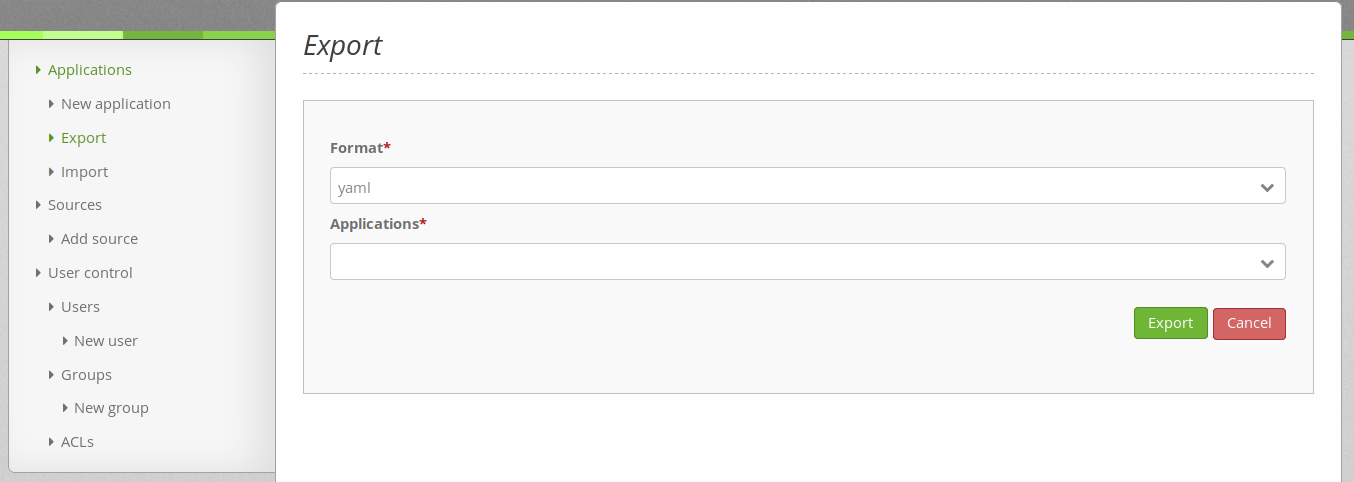 Applications
New application
Export
Import
Sources
Add source
User control
Users
New user
Groups
New group
ACLs
Export
Format*
yaml
Applications*
Export Cancel